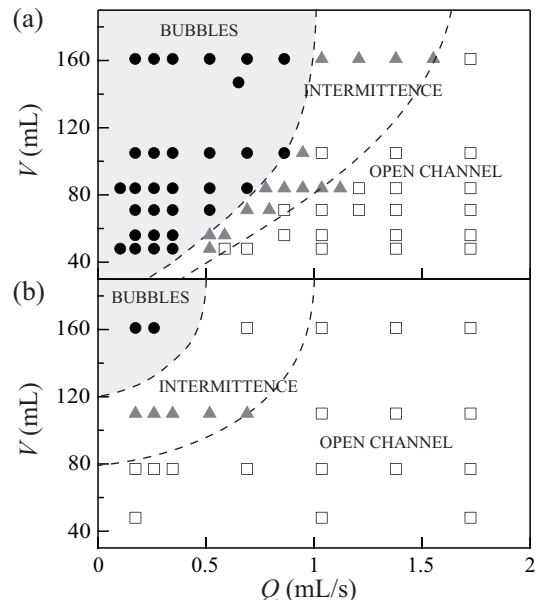 (a)
BUBBLES
160
INTERMITTENCE
120
V (mL)
OPEN CHANNEL
80
40
(b)
BUBBLES
160
INTERMITTENCE
120
V (mL)
OPEN CHANNEL
80
40
0 0.5 1 1.5 2
Q (mL/s)